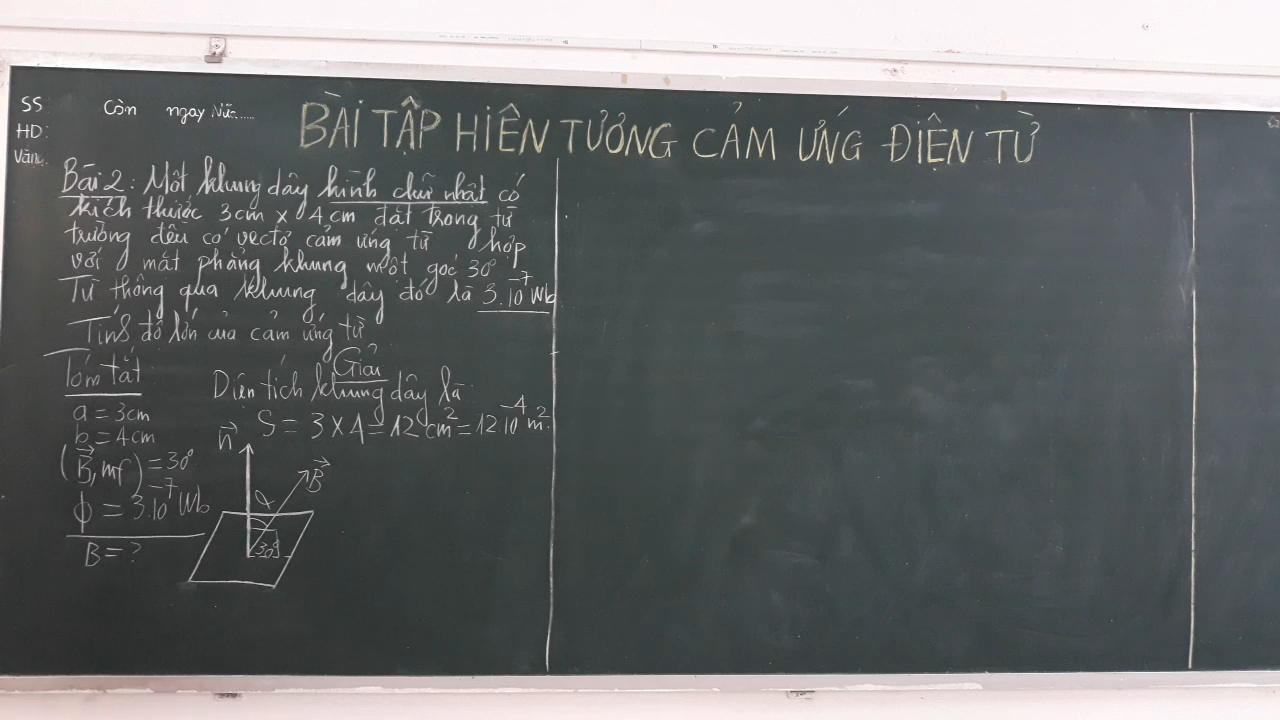 SS:
HD:
Vắng:
Còn ngay Nữa.....
BÀI TẬP HIỆN TƯỢNG CẢM ỨNG ĐIỆN TỪ
Bài 2: Một khung dây hình chữ nhật có
kích thước 3cm x 4cm đặt trong từ
trường đều có vectơ cảm ứng từ hợp
với mặt phẳng khung một góc 30°
Từ thông qua khung dây đó là 3.10⁻⁷ Wb
Tính độ lớn của cảm ứng từ
Tóm tắt
a = 3cm
b = 4cm
(B⃗, mf) = 30°
ϕ = 3.10⁻⁷ Wb
B = ?
Giải
Diện tích khung dây là:
S = 3 x 4 = 12 cm² = 12 10⁻⁴ m².
n⃗
B⃗
α
30°